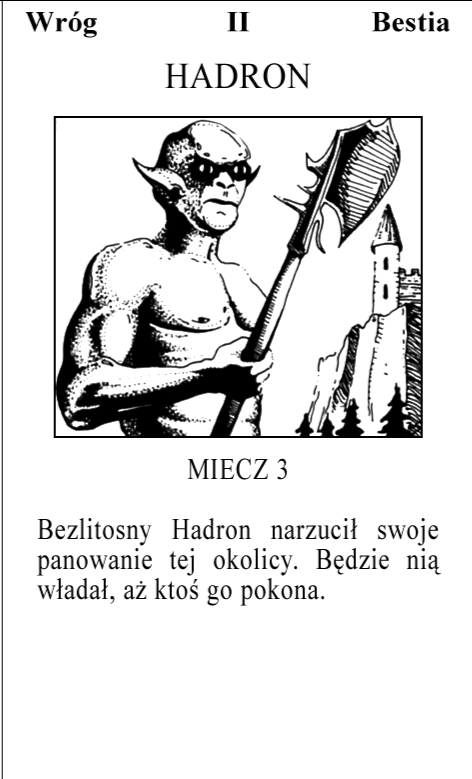 Wróg II Bestia
HADRON
MIECZ 3
Bezlitosny Hadron narzucił swoje
panowanie tej okolicy. Będzie nią
władał, aż ktoś go pokona.